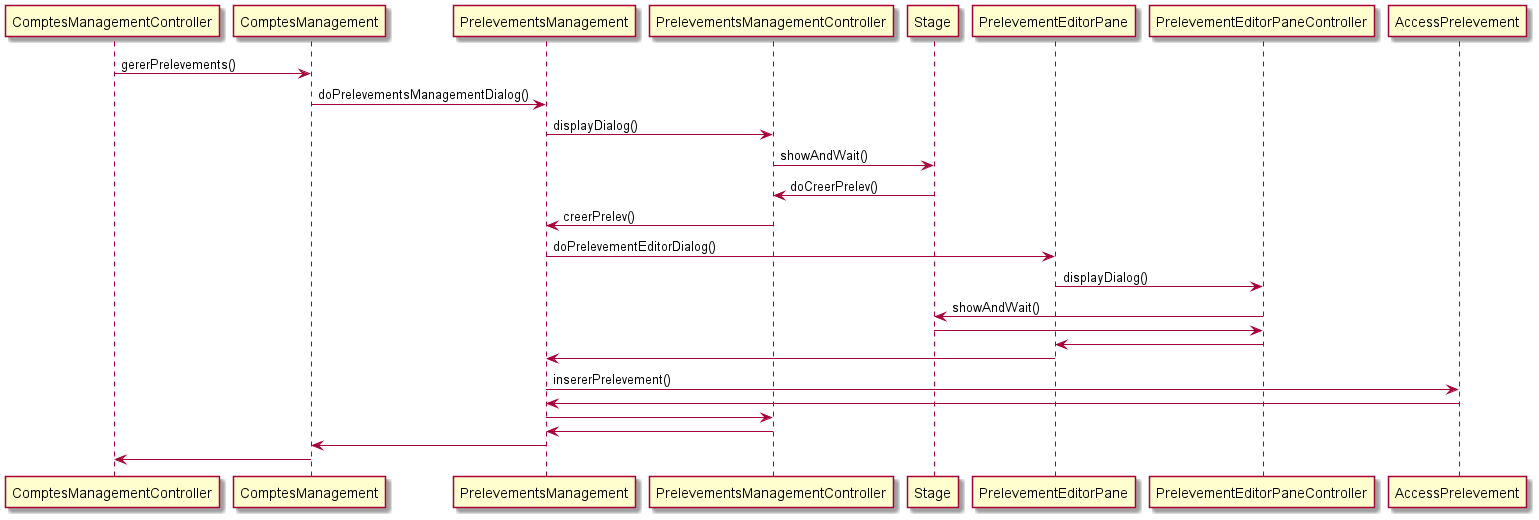 ComptesManagementController ComptesManagement PrelevementsManagement PrelevementsManagementController Stage PrelevementEditorPane PrelevementEditorPaneController AccessPrelevement
gererPrelevements()
doPrelevementsManagementDialog()
displayDialog()
showAndWait()
doCreerPrelev()
creerPrelev()
doPrelevementEditorDialog()
displayDialog()
showAndWait()
insererPrelevement()
ComptesManagementController ComptesManagement PrelevementsManagement PrelevementsManagementController Stage PrelevementEditorPane PrelevementEditorPaneController AccessPrelevement